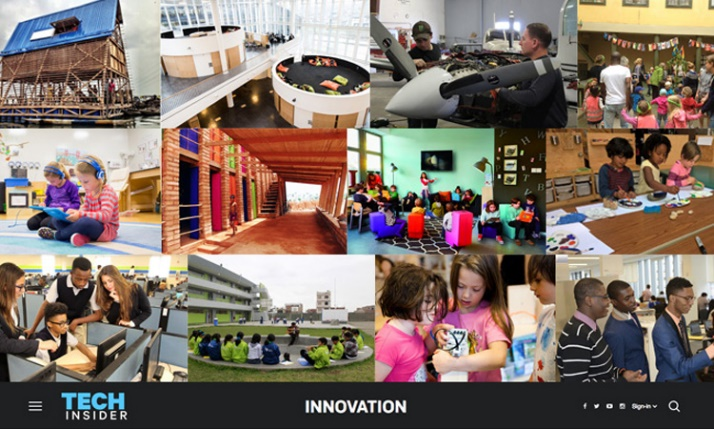 TECH
INSIDER
INNOVATION
Sign-in